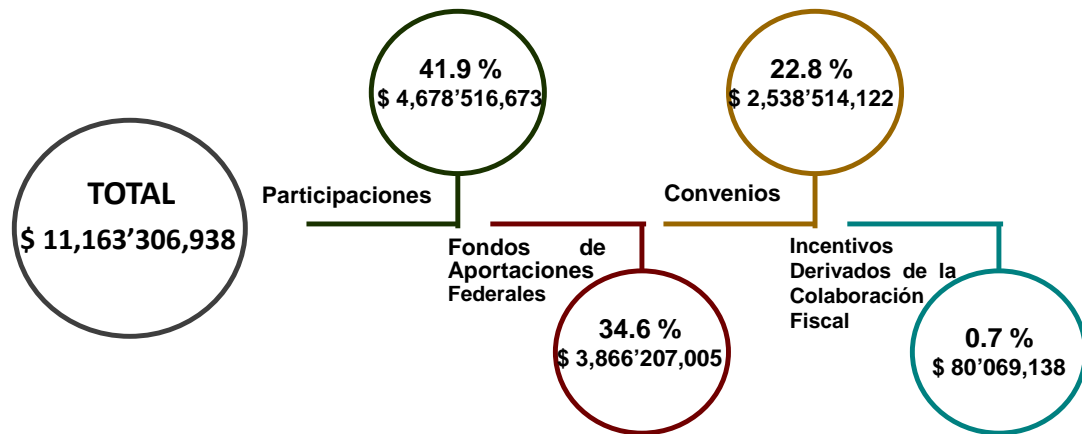 TOTAL
$ 11,163’306,938
Participaciones
41.9 %
$ 4,678’516,673
Fondos de
Aportaciones
Federales
34.6 %
$ 3,866’207,005
Convenios
22.8 %
$ 2,538’514,122
Incentivos
Derivados de la
Colaboración
Fiscal
0.7 %
$ 80’069,138